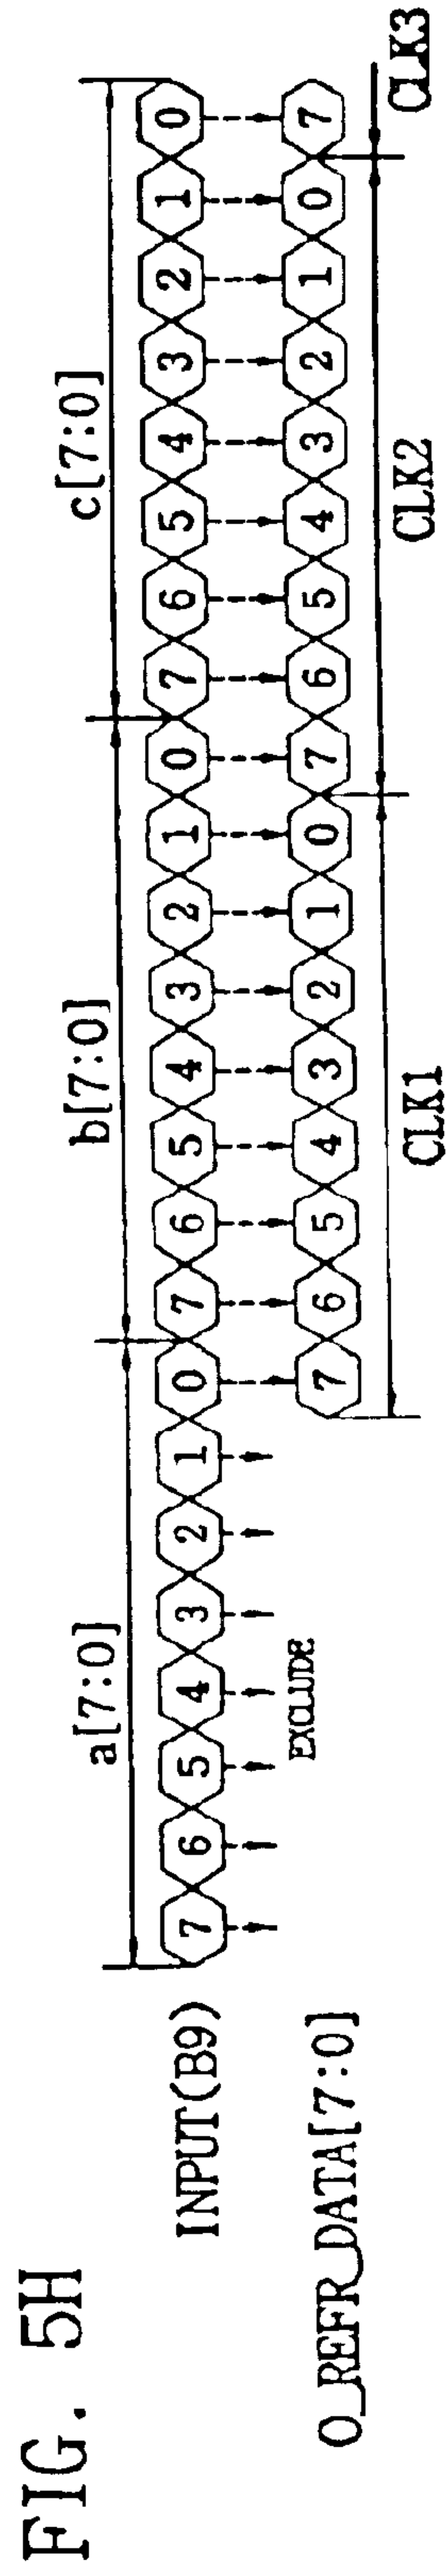 FIG. 5H
a[7:0] b[7:0] c[7:0]
INPUT(B9) 7 6 5 4 3 2 1 0 7 6 5 4 3 2 1 0 7 6 5 4 3 2 1 0
EXCLUDE
O_REFR_DATA[7:0] 7 6 5 4 3 2 1 0 7 6 5 4 3 2 1 0 7
CLK1 CLK2 CLK3